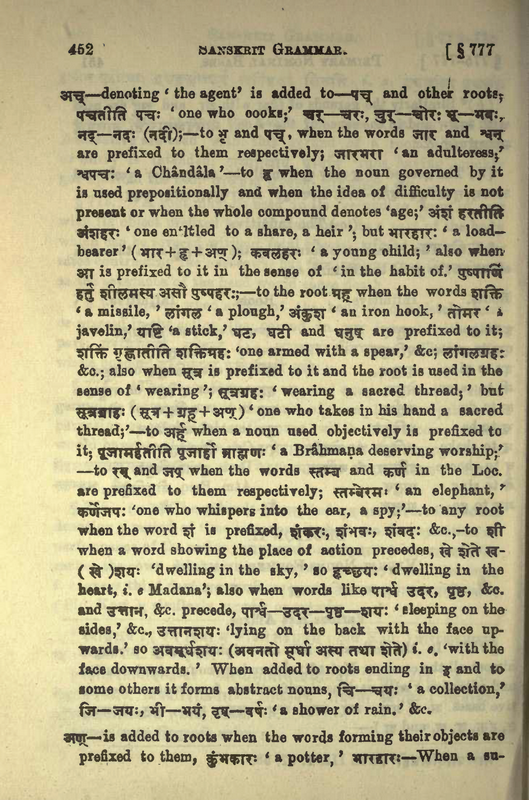 452 SANSKRIT GRAMMAR. [ § 777
अच्—denoting ‘ the agent’ is added to—पच् and other roots,
पचतीति पचः ‘one who cooks;’ चर्—चरः, चुर्—चोरः भू—भवः,
नद्—नदः (नदी);—to भृ and पच्, when the words जार and श्वन्
are prefixed to them respectively; जारभरा ‘an adulteress,’
श्वपचः ‘a Chândâla’—to हृ when the noun governed by it
is used prepositionally and when the idea of difficulty is not
present or when the whole compound denotes ‘age;’ अंशं हरतीति
अंशहरः ‘one en'ltled to a share, a heir’; but भारहारः ‘a load-
bearer’ (भार+हृ+अण्); कवचहरः ‘a young child;’ also when
आ is prefixed to it in the sense of ‘in the habit of.’ पुष्पाणि
हर्तुं शीलमस्य असौ पुष्पहरः;—to the root ग्रह् when the words शक्ति
‘a missile,’ लांगल ‘a plough,’ अंकुश ‘an iron hook,’ तोमर ‘a
javelin,’ यष्टि ‘a stick,’ घट, घटी and धनुष् are prefixed to it;
शक्तिं गृह्णातीति शक्तिग्रहः ‘one armed with a spear,’ &c; लांगलग्रहः
&c.; also when सूत्र is prefixed to it and the root is used in the
sense of ‘wearing’; सूत्रग्रहः ‘wearing a sacred thread;’ but
सूत्रग्राहः (सूत्र+ग्रह्+अण्) ‘one who takes in his hand a sacred
thread;’—to अर्ह् when a noun used objectively is prefixed to
it; पूजामर्हतीति पूजार्हो ब्राह्मणः ‘a Brâhmaṇa deserving worship;’
—to रम् and जप् when the words स्तम्ब and कर्ण in the Loc.
are prefixed to them respectively; स्तम्बेरमः ‘an elephant,’
कर्णेजपः ‘one who whispers into the ear, a spy;’—to any root
when the word शं is prefixed, शंकरः, शंभवः, शंवदः &c.,-to शी
when a word showing the place of action precedes, खे शेते ख-
( खे )शयः ‘dwelling in the sky, ’ so हृच्छयः ‘ dwelling in the
heart, i. e Madana’; also when words like पार्श्व उदर, पृष्ठ, &c.
and उत्तान, &c. precede, पार्श्व—उदर—पृष्ठ—शयः ‘sleeping on the
sides,’ &c., उत्तानशयः ‘lying on the back with the face up-
wards.’ so अवमूर्धशयः (अवनतो मूर्धा अस्य तथा शेते) i. e. ‘with the
face downwards. ’ When added to roots ending in इ and to
some others it forms abstract nouns, चि—चयः ‘a collection,’
जि—जयः, भी—भयं, वृष्—वर्षः ‘a shower of rain.’ &c.
अण्—is added to roots when the words forming their objects are
prefixed to them, कुंभकारः ‘a potter, ’ भारहारः—When a su-